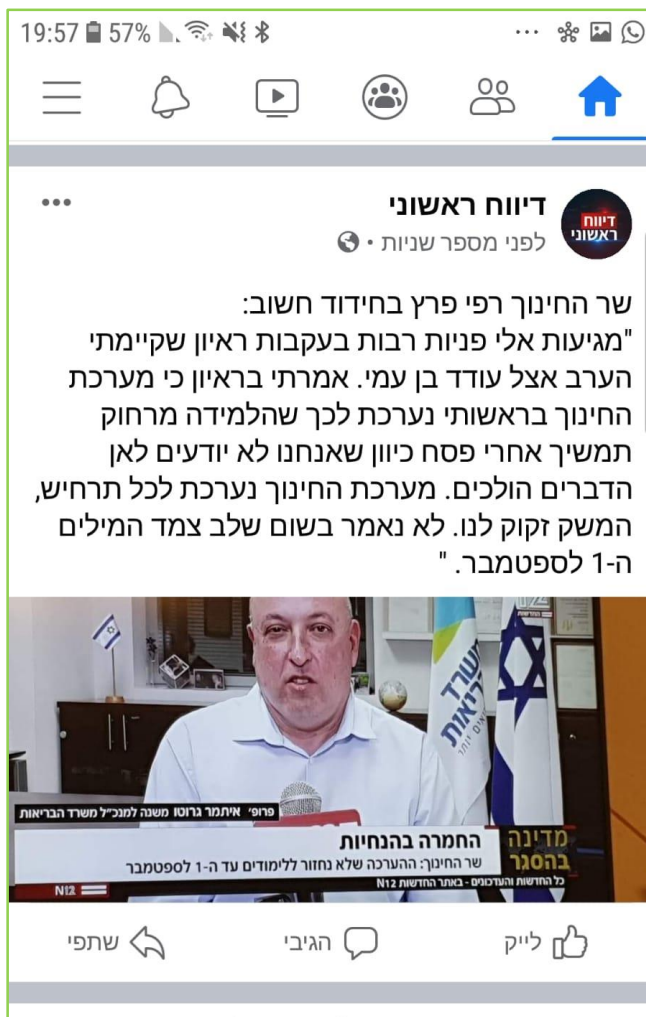 19:57 57%
דיווח ראשוני
דיווח
ראשוני
לפני מספר שניות •
שר החינוך רפי פרץ בחידוד חשוב:
"מגיעות אלי פניות רבות בעקבות ראיון שקיימתי
הערב אצל עודד בן עמי. אמרתי בראיון כי מערכת
החינוך בראשותי נערכת לכך שהלמידה מרחוק
תמשיך אחרי פסח כיוון שאנחנו לא יודעים לאן
הדברים הולכים. מערכת החינוך נערכת לכל תרחיש,
המשק זקוק לנו. לא נאמר בשום שלב צמד המילים
ה-1 לספטמבר. "
פרופ' איתמר גרוטו משנה למנכ"ל משרד הבריאות
מדינה
בהסגר
החמרה בהנחיות
שר החינוך: ההערכה שלא נחזור ללימודים עד ה-1 לספטמבר
כל החדשות והעדכונים - באתר החדשות N12
N12
לייק
הגיבי
שתפי